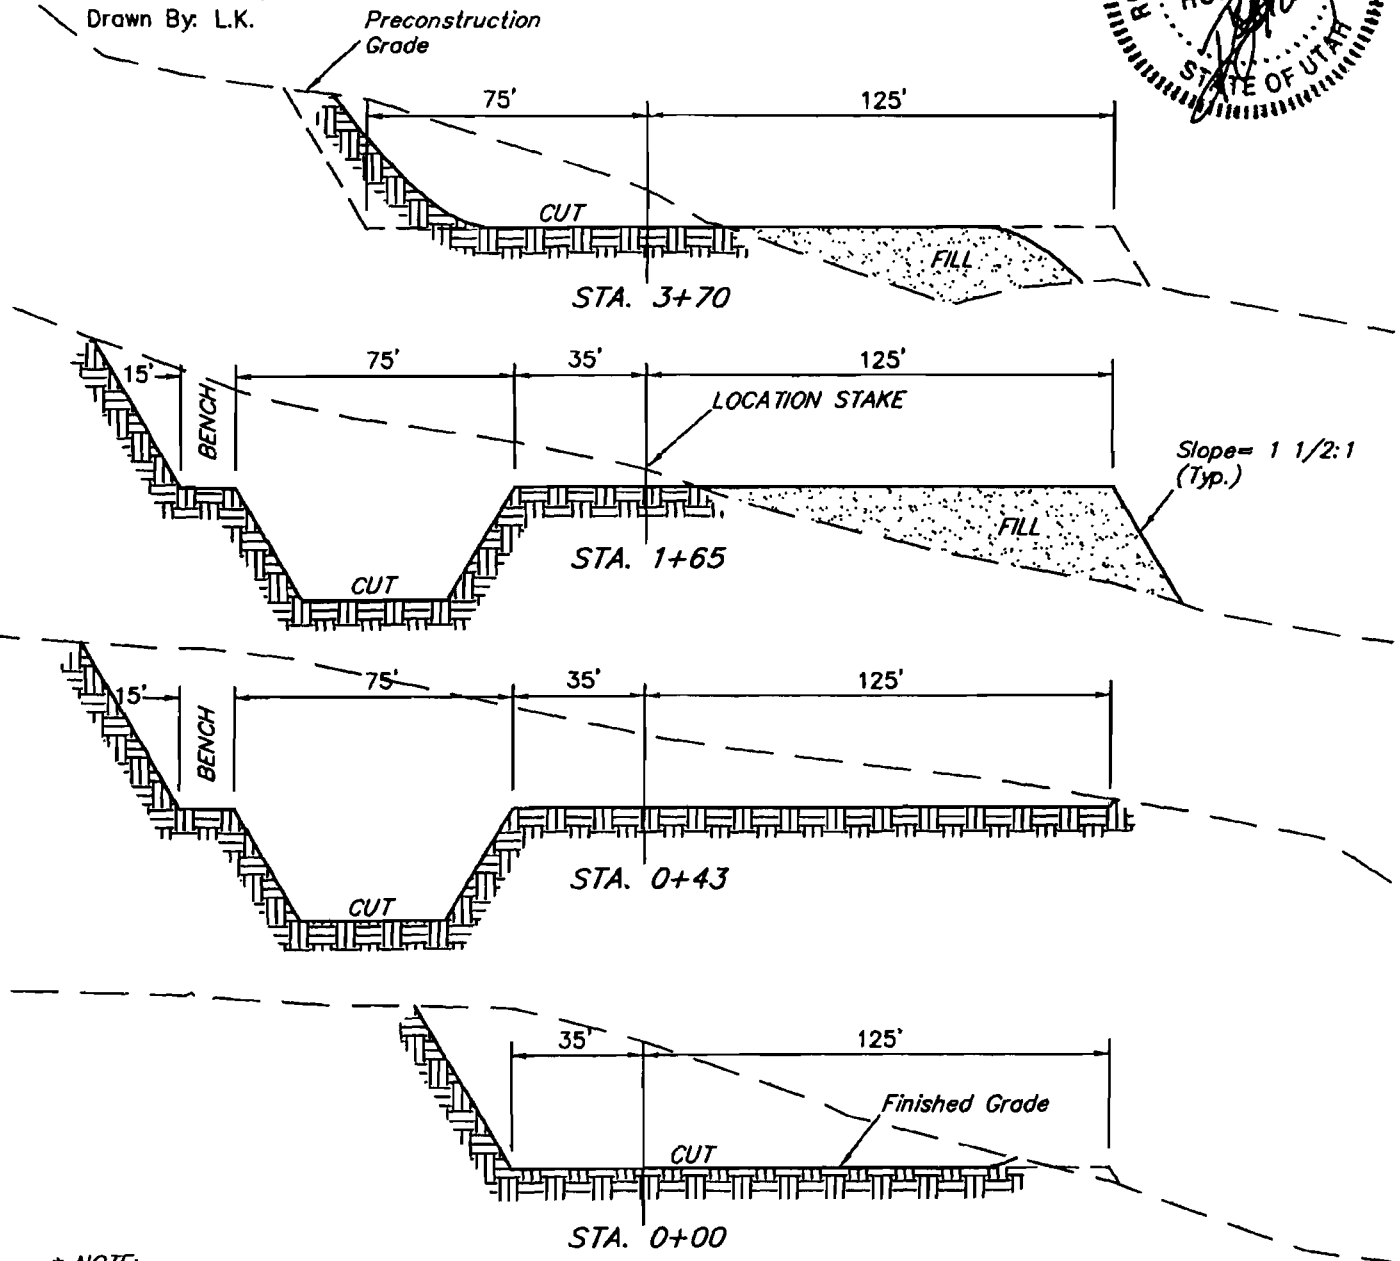 Drawn By: L.K.
Preconstruction
Grade
STATE OF UTAH
75'
125'
CUT
FILL
STA. 3+70
15'
BENCH
75'
35'
125'
LOCATION STAKE
Slope= 1 1/2:1
(Typ.)
CUT
FILL
STA. 1+65
15'
BENCH
75'
35'
125'
CUT
STA. 0+43
35'
125'
Finished Grade
CUT
STA. 0+00
* NOTE: